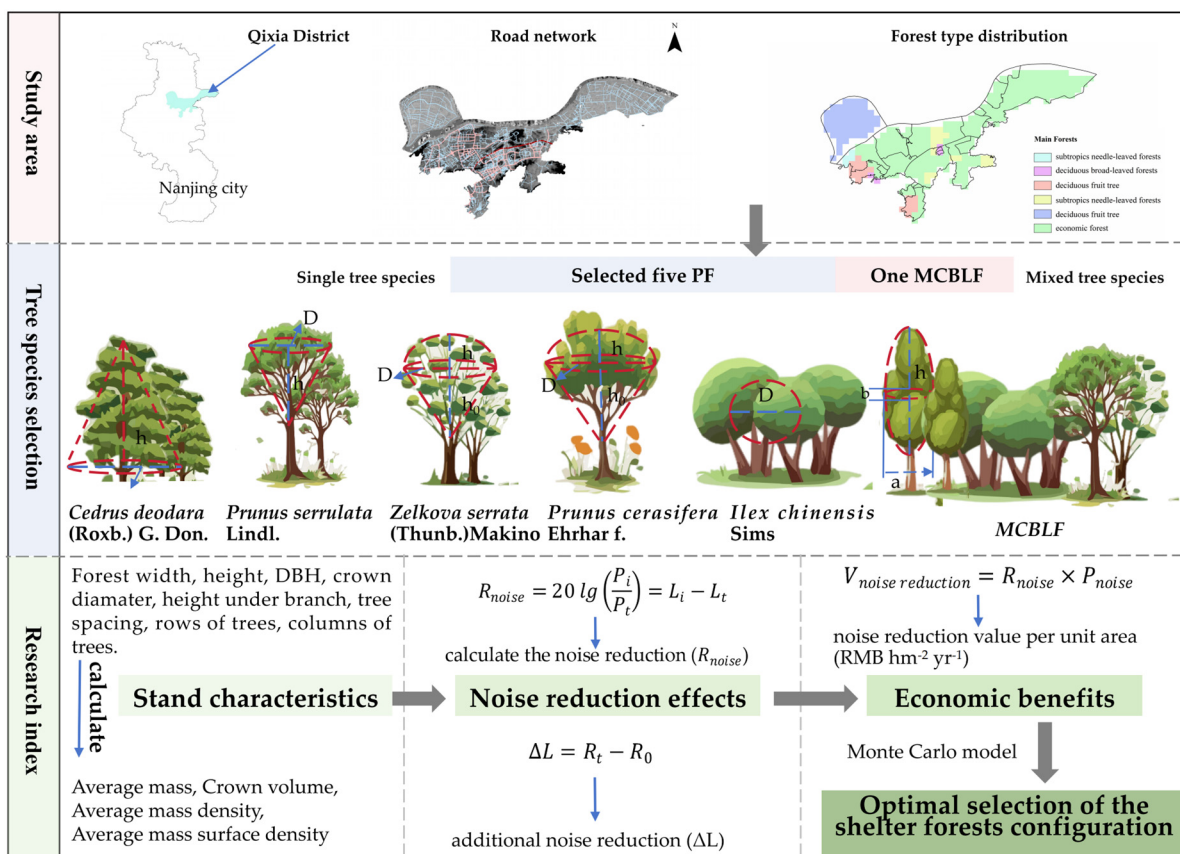 Study area
Qixia District
Nanjing city
Road network
N
Forest type distribution
Main Forests
subtropics needle-leaved forests
deciduous broad-leaved forests
deciduous fruit tree
subtropics needle-leaved forests
deciduous fruit tree
economic forest
Tree species selection
Single tree species
Selected five PF
One MCBLF
Mixed tree species
h
D
h
D
h
h0
D
h
h0
D
h
b
a
Cedrus deodara
(Roxb.) G. Don.
Prunus serrulata
Lindl.
Zelkova serrata
(Thunb.)Makino
Prunus cerasifera
Ehrhar f.
Ilex chinensis
Sims
MCBLF
Research index
Forest width, height, DBH, crown
diamater, height under branch, tree
spacing, rows of trees, columns of
trees.
calculate
Stand characteristics
Average mass, Crown volume,
Average mass density,
Average mass surface density
R_noise = 20 lg (P_i / P_t) = L_i − L_t
calculate the noise reduction (R_noise)
Noise reduction effects
ΔL = R_t − R_0
additional noise reduction (ΔL)
V_noise reduction = R_noise × P_noise
noise reduction value per unit area
(RMB hm⁻² yr⁻¹)
Economic benefits
Monte Carlo model
Optimal selection of the
shelter forests configuration